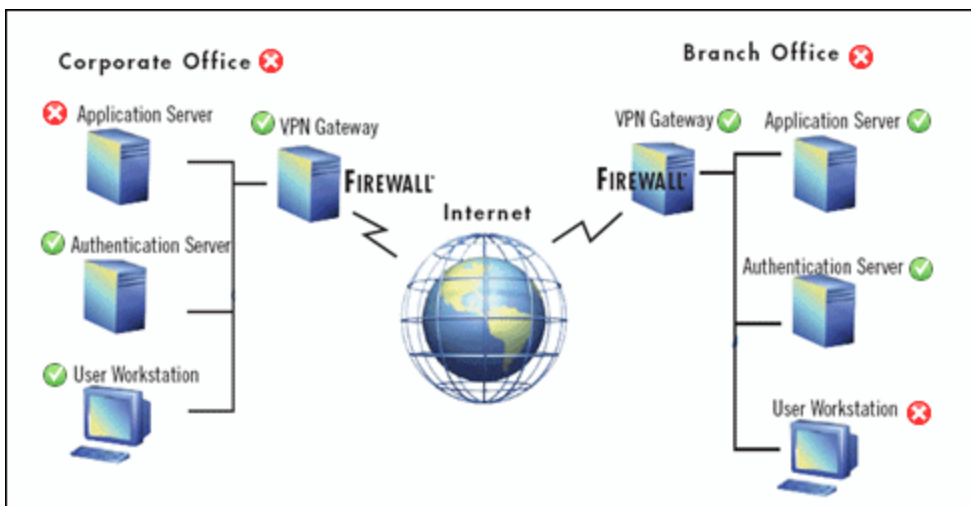 Corporate Office
Branch Office
Application Server
VPN Gateway
VPN Gateway
Application Server
FIREWALL
FIREWALL
Internet
Authentication Server
Authentication Server
User Workstation
User Workstation